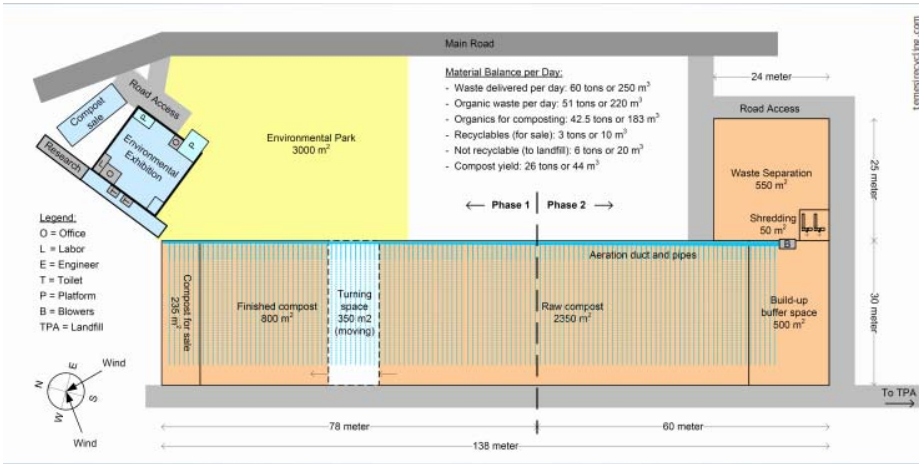 Main Road
Material Balance per Day:
- Waste delivered per day: 60 tons or 250 m³
- Organic waste per day: 51 tons or 220 m³
- Organics for composting: 42.5 tons or 183 m³
- Recyclables (for sale): 3 tons or 10 m³
- Not recyclable (to landfill): 6 tons or 20 m³
- Compost yield: 26 tons or 44 m³
24 meter
Road Access
Road Access
Compost
sale
P
P
O
Environmental
Exhibition
Research
L
Environmental Park
3000 m²
Waste Separation
550 m²
Shredding
50 m²
25 meter
Phase 1
Phase 2
B
Aeration duct and pipes
Legend:
O = Office
L = Labor
E = Engineer
T = Toilet
P = Platform
B = Blowers
TPA = Landfill
Compost for sale
235 m²
Finished compost
800 m²
Turning
space
350 m2
(moving)
Raw compost
2350 m²
Build-up
buffer space
500 m²
30 meter
Wind
N
E
S
W
Wind
To TPA
78 meter
60 meter
138 meter